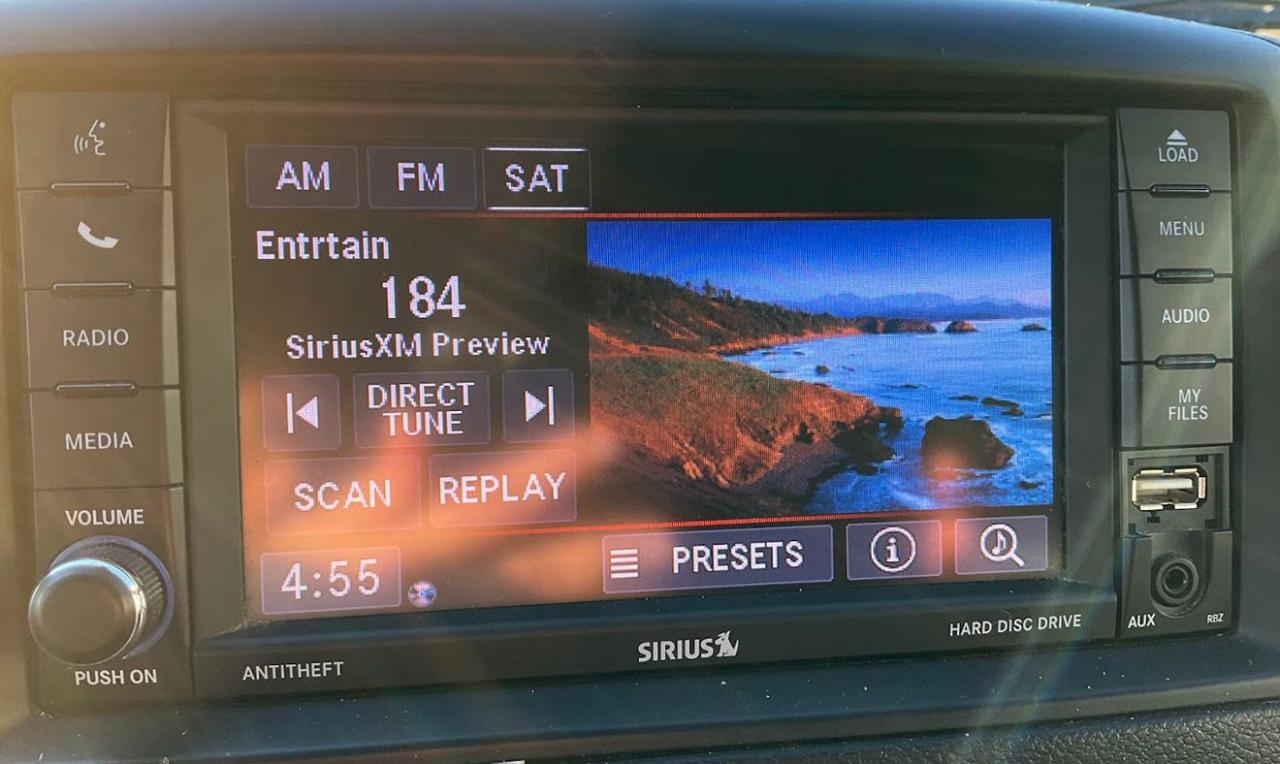 LOAD
MENU
AUDIO
MY
FILES
RADIO
MEDIA
VOLUME
PUSH ON
AM FM SAT
Entrtain
184
SiriusXM Preview
DIRECT
TUNE
SCAN REPLAY
4:55
PRESETS
i
ANTITHEFT
SIRIUS
HARD DISC DRIVE
AUX
RBZ